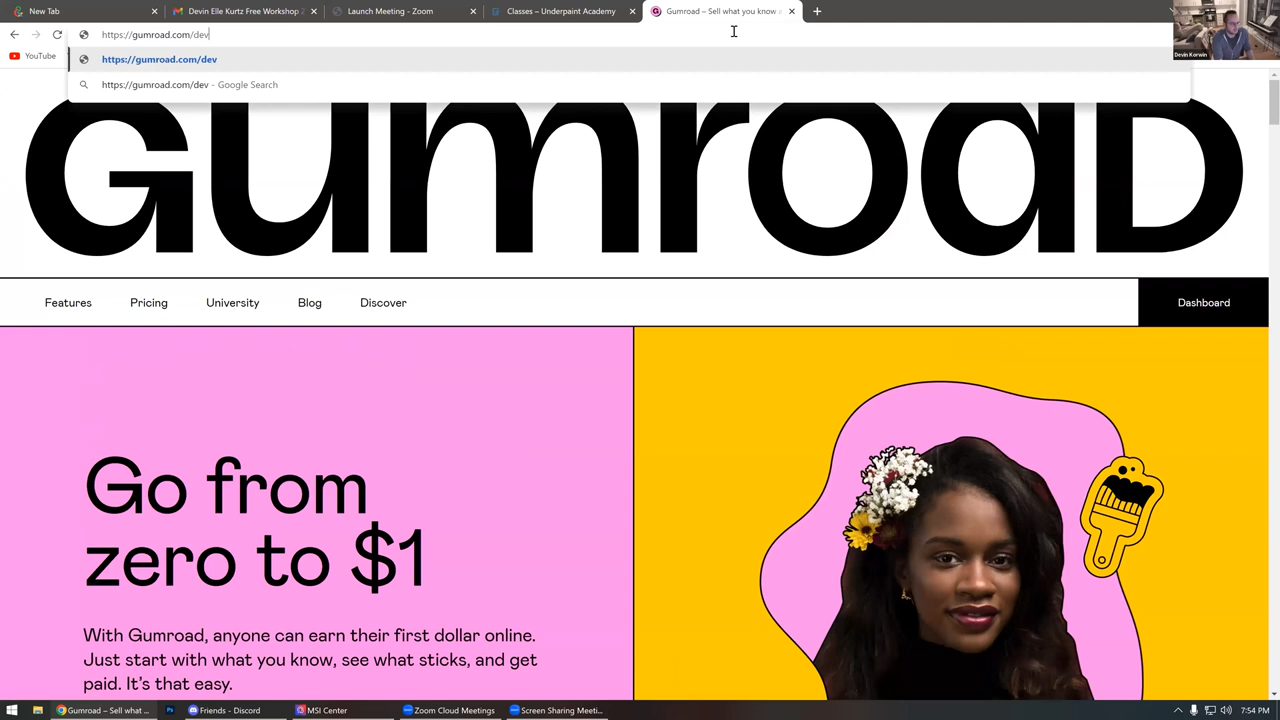 New Tab
Devin Elle Kurtz Free Workshop
Launch Meeting - Zoom
Classes – Underpaint Academy
Gumroad – Sell what you know
https://gumroad.com/dev
YouTube
https://gumroad.com/dev
https://gumroad.com/dev - Google Search
Devin Korwin
Gumroad
Features
Pricing
University
Blog
Discover
Dashboard
Go from
zero to $1
With Gumroad, anyone can earn their first dollar online.
Just start with what you know, see what sticks, and get
paid. It's that easy.
Gumroad – Sell what ...
Friends - Discord
MSI Center
Zoom Cloud Meetings
Screen Sharing Meeti...
7:54 PM